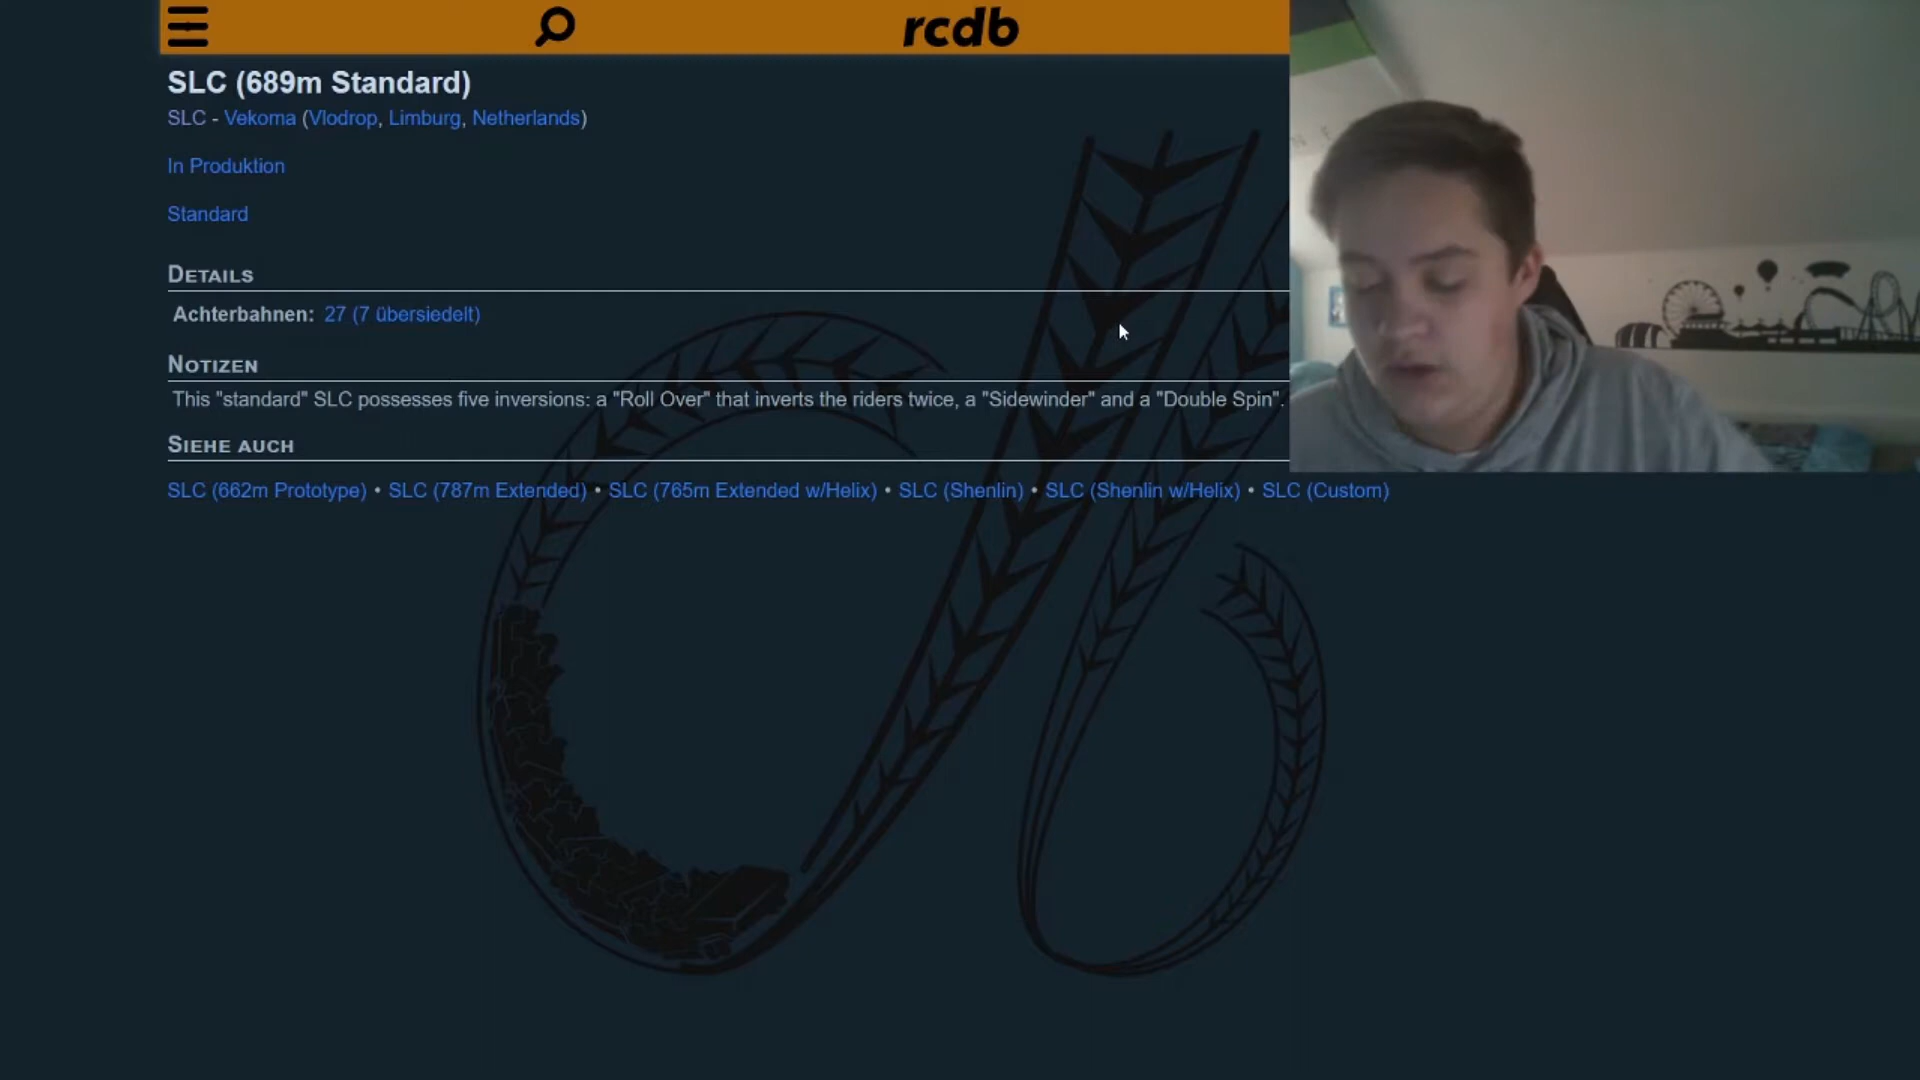 rcdb
SLC (689m Standard)
SLC - Vekoma (Vlodrop, Limburg, Netherlands)
In Produktion
Standard
DETAILS
Achterbahnen: 27 (7 übersiedelt)
NOTIZEN
This "standard" SLC possesses five inversions: a "Roll Over" that inverts the riders twice, a "Sidewinder" and a "Double Spin".
SIEHE AUCH
SLC (662m Prototype) • SLC (787m Extended) • SLC (765m Extended w/Helix) • SLC (Shenlin) • SLC (Shenlin w/Helix) • SLC (Custom)